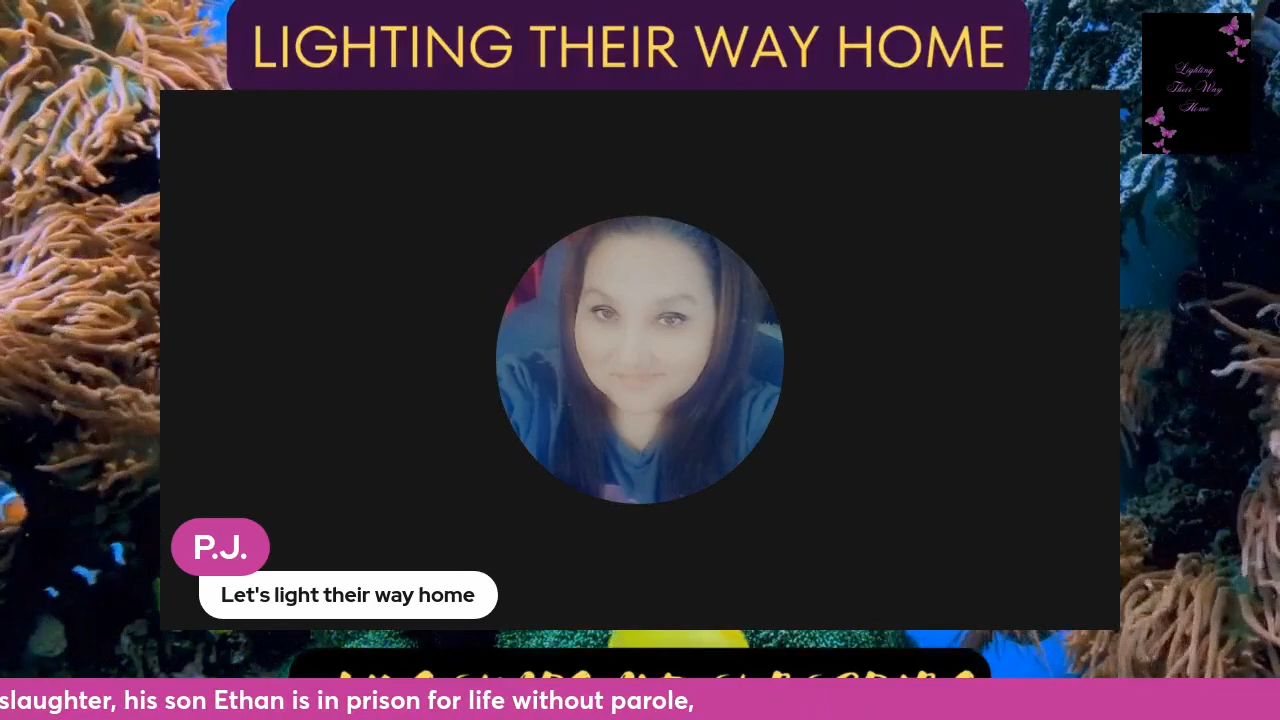 LIGHTING THEIR WAY HOME
Lighting
Their Way
Home
P.J.
Let's light their way home
slaughter, his son Ethan is in prison for life without parole,